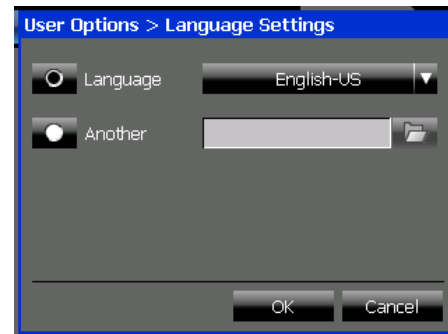 User Options > Language Settings
Language
English-US
Another
OK
Cancel